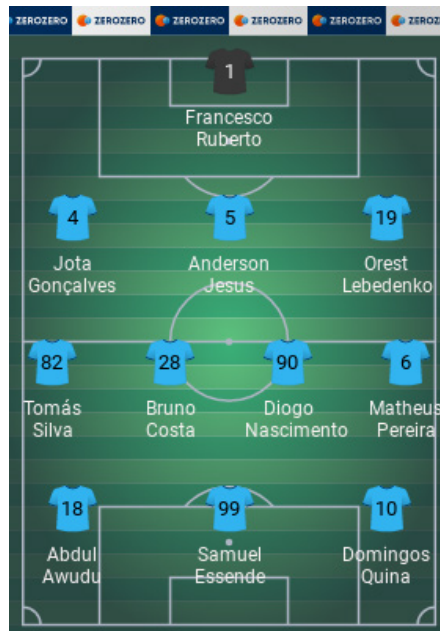 ZEROZERO ZEROZERO ZEROZERO ZEROZERO ZEROZERO
1
Francesco
Ruberto
4 5 19
Jota Anderson Orest
Gonçalves Jesus Lebedenko
82 28 90 6
Tomás Bruno Diogo Matheus
Silva Costa Nascimento Pereira
18 99 10
Abdul Samuel Domingos
Awudu Essende Quina